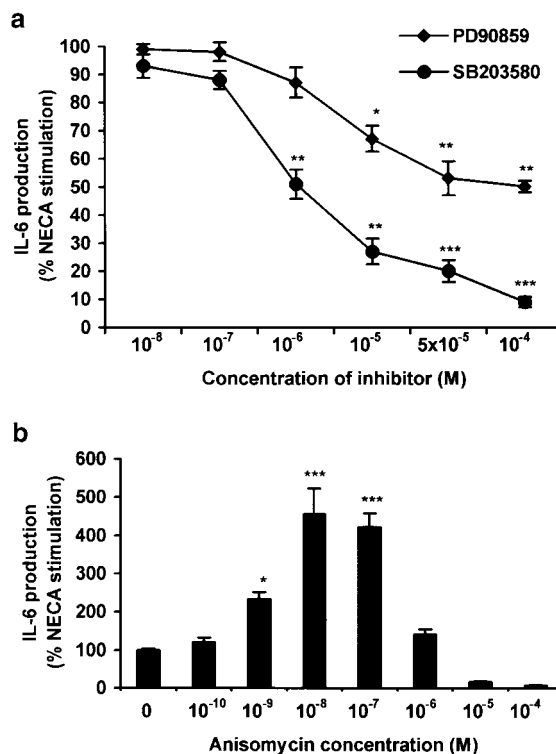 a
PD90859
SB203580
100
90
80
70
60
50
40
30
20
10
0
IL-6 production
(% NECA stimulation)
*
**
**
**
**
***
***
10⁻⁸ 10⁻⁷ 10⁻⁶ 10⁻⁵ 5x10⁻⁵ 10⁻⁴
Concentration of inhibitor (M)
b
600
500
400
300
200
100
0
IL-6 production
(% NECA stimulation)
*
***
***
0 10⁻¹⁰ 10⁻⁹ 10⁻⁸ 10⁻⁷ 10⁻⁶ 10⁻⁵ 10⁻⁴
Anisomycin concentration (M)